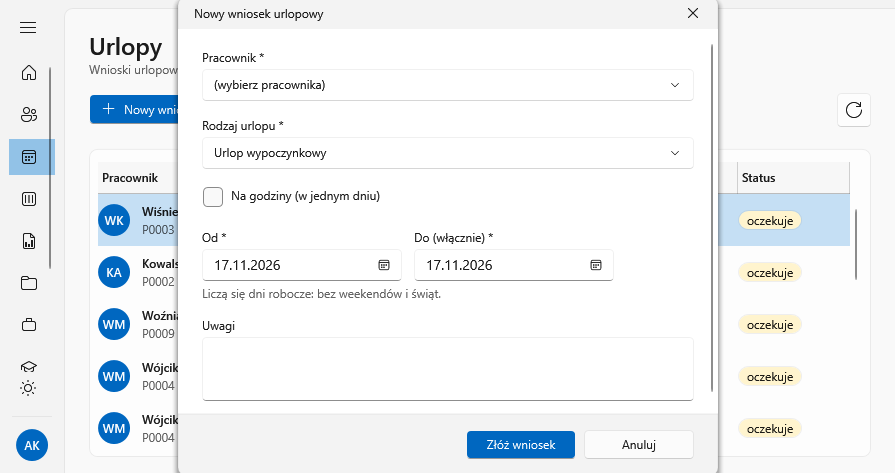 Nowy wniosek urlopowy
Urlopy
Wnioski urlopow
Nowy wni
Pracownik *
(wybierz pracownika)
Rodzaj urlopu *
Urlop wypoczynkowy
Na godziny (w jednym dniu)
Od *
Do (włącznie) *
17.11.2026
17.11.2026
Liczą się dni robocze: bez weekendów i świąt.
Uwagi
Złóż wniosek
Anuluj
Pracownik
Status
WK
Wiśnie
P0003
oczekuje
KA
Kowals
P0002
oczekuje
WM
Woźnia
P0009
oczekuje
WM
Wójcik
P0004
oczekuje
WM
Wójcik
P0004
oczekuje
AK